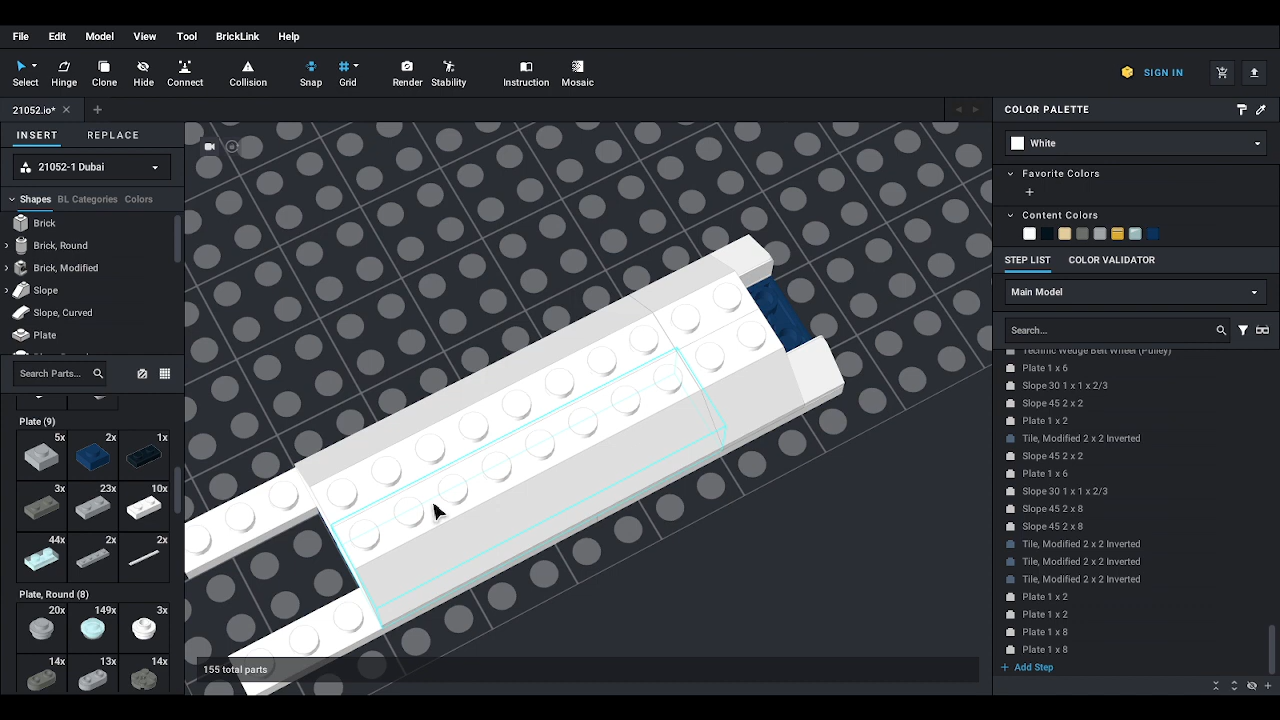 File Edit Model View Tool BrickLink Help
Select Hinge Clone Hide Connect Collision Snap Grid Render Stability Instruction Mosaic
SIGN IN
21052.io*
INSERT REPLACE
21052-1 Dubai
Shapes BL Categories Colors
Brick
Brick, Round
Brick, Modified
Slope
Slope, Curved
Plate
Search Parts...
Plate (9)
5x 2x 1x
3x 23x 10x
44x 2x 2x
Plate, Round (8)
20x 149x 3x
14x 13x 14x
155 total parts
COLOR PALETTE
White
Favorite Colors
Content Colors
STEP LIST COLOR VALIDATOR
Main Model
Search...
Technic Wedge Belt Wheel (Pulley)
Plate 1 x 6
Slope 30 1 x 1 x 2/3
Slope 45 2 x 2
Plate 1 x 2
Tile, Modified 2 x 2 Inverted
Slope 45 2 x 2
Plate 1 x 6
Slope 30 1 x 1 x 2/3
Slope 45 2 x 8
Slope 45 2 x 8
Tile, Modified 2 x 2 Inverted
Tile, Modified 2 x 2 Inverted
Tile, Modified 2 x 2 Inverted
Plate 1 x 2
Plate 1 x 2
Plate 1 x 8
Plate 1 x 8
+ Add Step